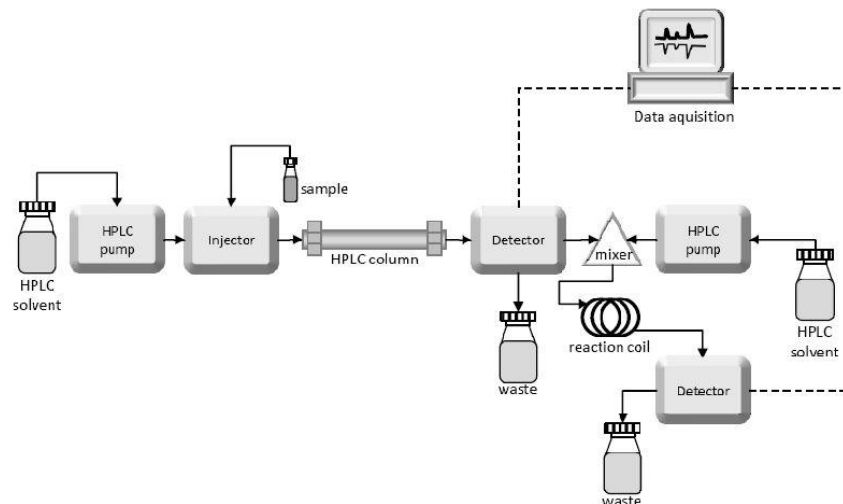 Data aquisition
sample
HPLC
pump
Injector
HPLC column
Detector
mixer
HPLC
pump
HPLC
solvent
HPLC
solvent
waste
reaction coil
Detector
waste